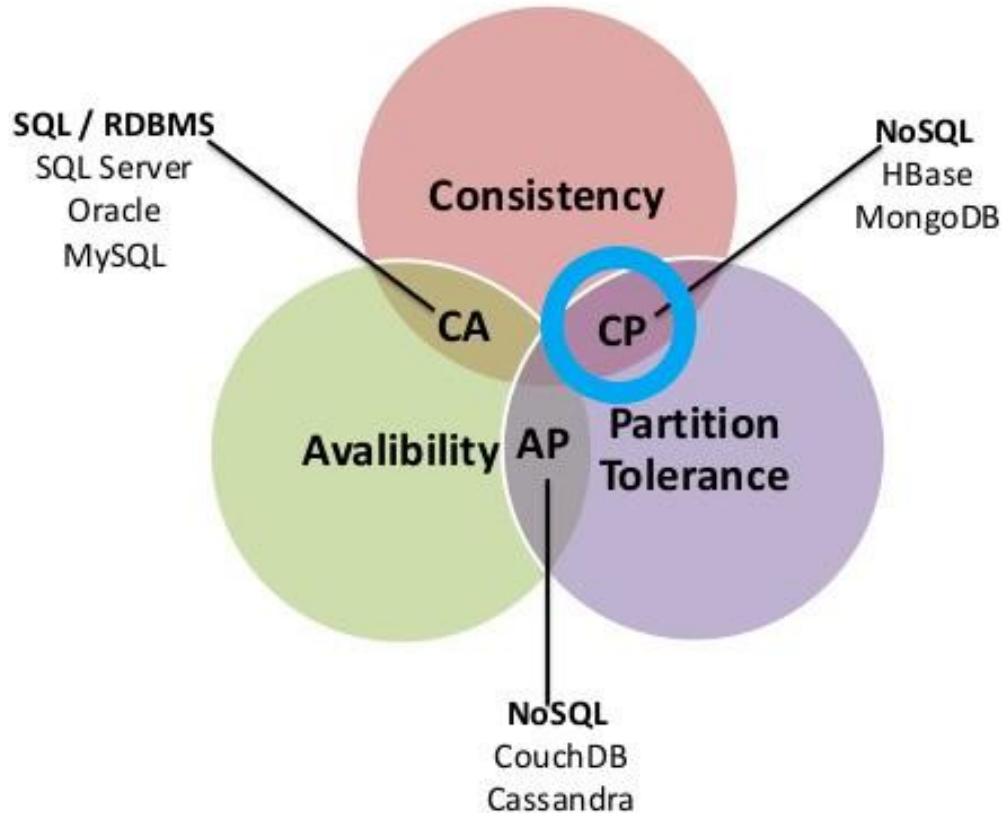 SQL / RDBMS
SQL Server
Oracle
MySQL
NoSQL
HBase
MongoDB
Consistency
CA
CP
Avalibility
AP
Partition
Tolerance
NoSQL
CouchDB
Cassandra